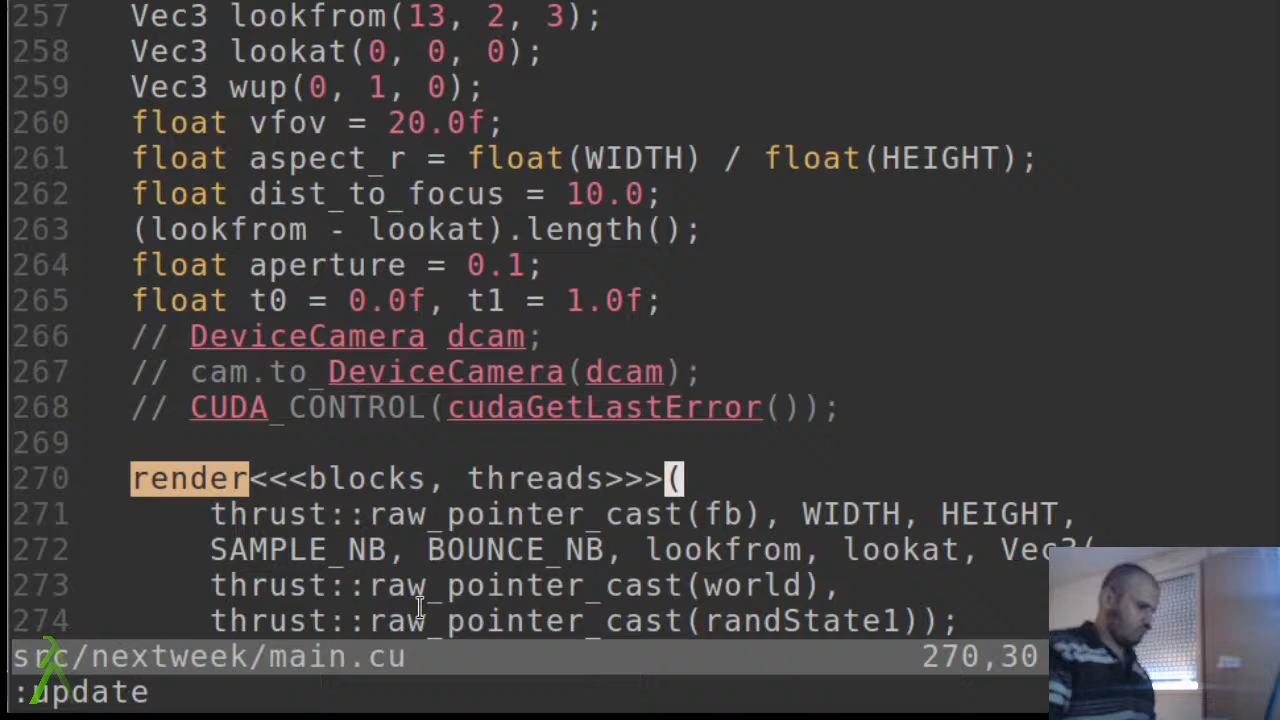 257 Vec3 lookfrom(13, 2, 3);
258 Vec3 lookat(0, 0, 0);
259 Vec3 wup(0, 1, 0);
260 float vfov = 20.0f;
261 float aspect_r = float(WIDTH) / float(HEIGHT);
262 float dist_to_focus = 10.0;
263 (lookfrom - lookat).length();
264 float aperture = 0.1;
265 float t0 = 0.0f, t1 = 1.0f;
266 // DeviceCamera dcam;
267 // cam.to_DeviceCamera(dcam);
268 // CUDA_CONTROL(cudaGetLastError());
269
270 render<<<blocks, threads>>>(
271 thrust::raw_pointer_cast(fb), WIDTH, HEIGHT,
272 SAMPLE_NB, BOUNCE_NB, lookfrom, lookat, Vec3(
273 thrust::raw_pointer_cast(world),
274 thrust::raw_pointer_cast(randState1));
src/nextweek/main.cu 270,30
:update